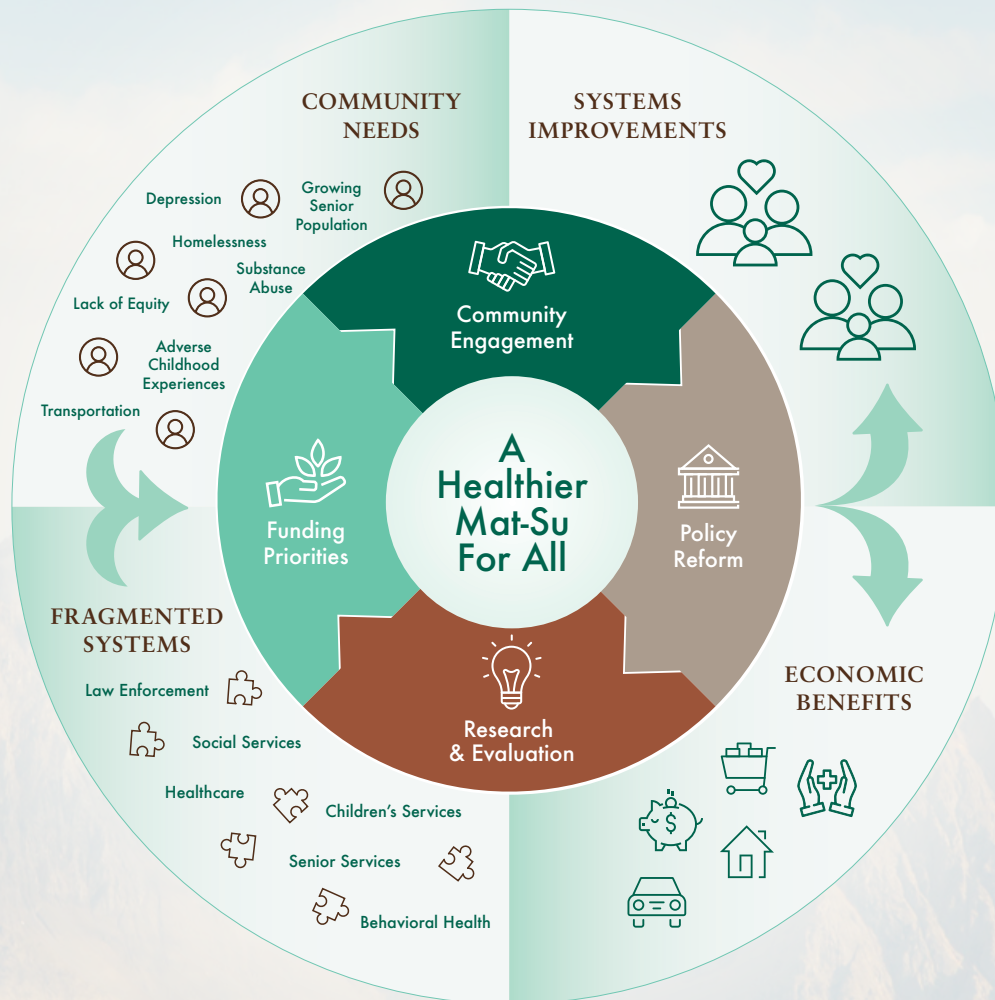 COMMUNITY
NEEDS
Depression
Growing
Senior
Population
Homelessness
Substance
Abuse
Lack of Equity
Adverse
Childhood
Experiences
Transportation
SYSTEMS
IMPROVEMENTS
Community
Engagement
Funding
Priorities
A
Healthier
Mat-Su
For All
Policy
Reform
Research
& Evaluation
FRAGMENTED
SYSTEMS
Law Enforcement
Social Services
Healthcare
Children's Services
Senior Services
Behavioral Health
ECONOMIC
BENEFITS
$